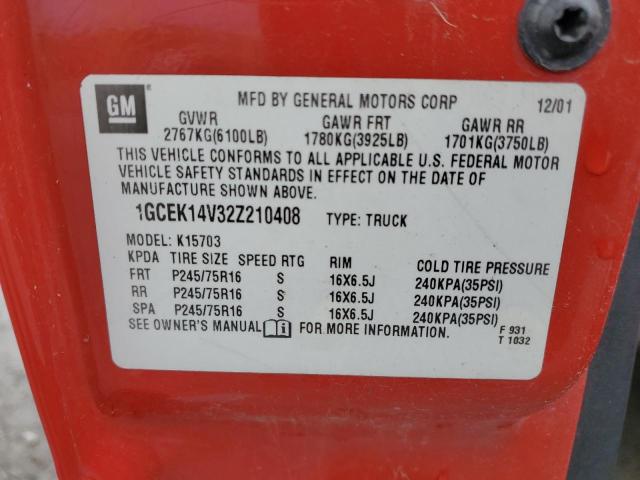 GM
®
MFD BY GENERAL MOTORS CORP 12/01
GVWR GAWR FRT GAWR RR
2767KG(6100LB) 1780KG(3925LB) 1701KG(3750LB)
THIS VEHICLE CONFORMS TO ALL APPLICABLE U.S. FEDERAL MOTOR
VEHICLE SAFETY STANDARDS IN EFFECT ON THE DATE OF
MANUFACTURE SHOWN ABOVE.
1GCEK14V32Z210408 TYPE: TRUCK
MODEL: K15703
KPDA TIRE SIZE SPEED RTG RIM COLD TIRE PRESSURE
FRT P245/75R16 S 16X6.5J 240KPA(35PSI)
RR P245/75R16 S 16X6.5J 240KPA(35PSI)
SPA P245/75R16 S 16X6.5J 240KPA(35PSI)
SEE OWNER'S MANUAL FOR MORE INFORMATION.
F 931
T 1032